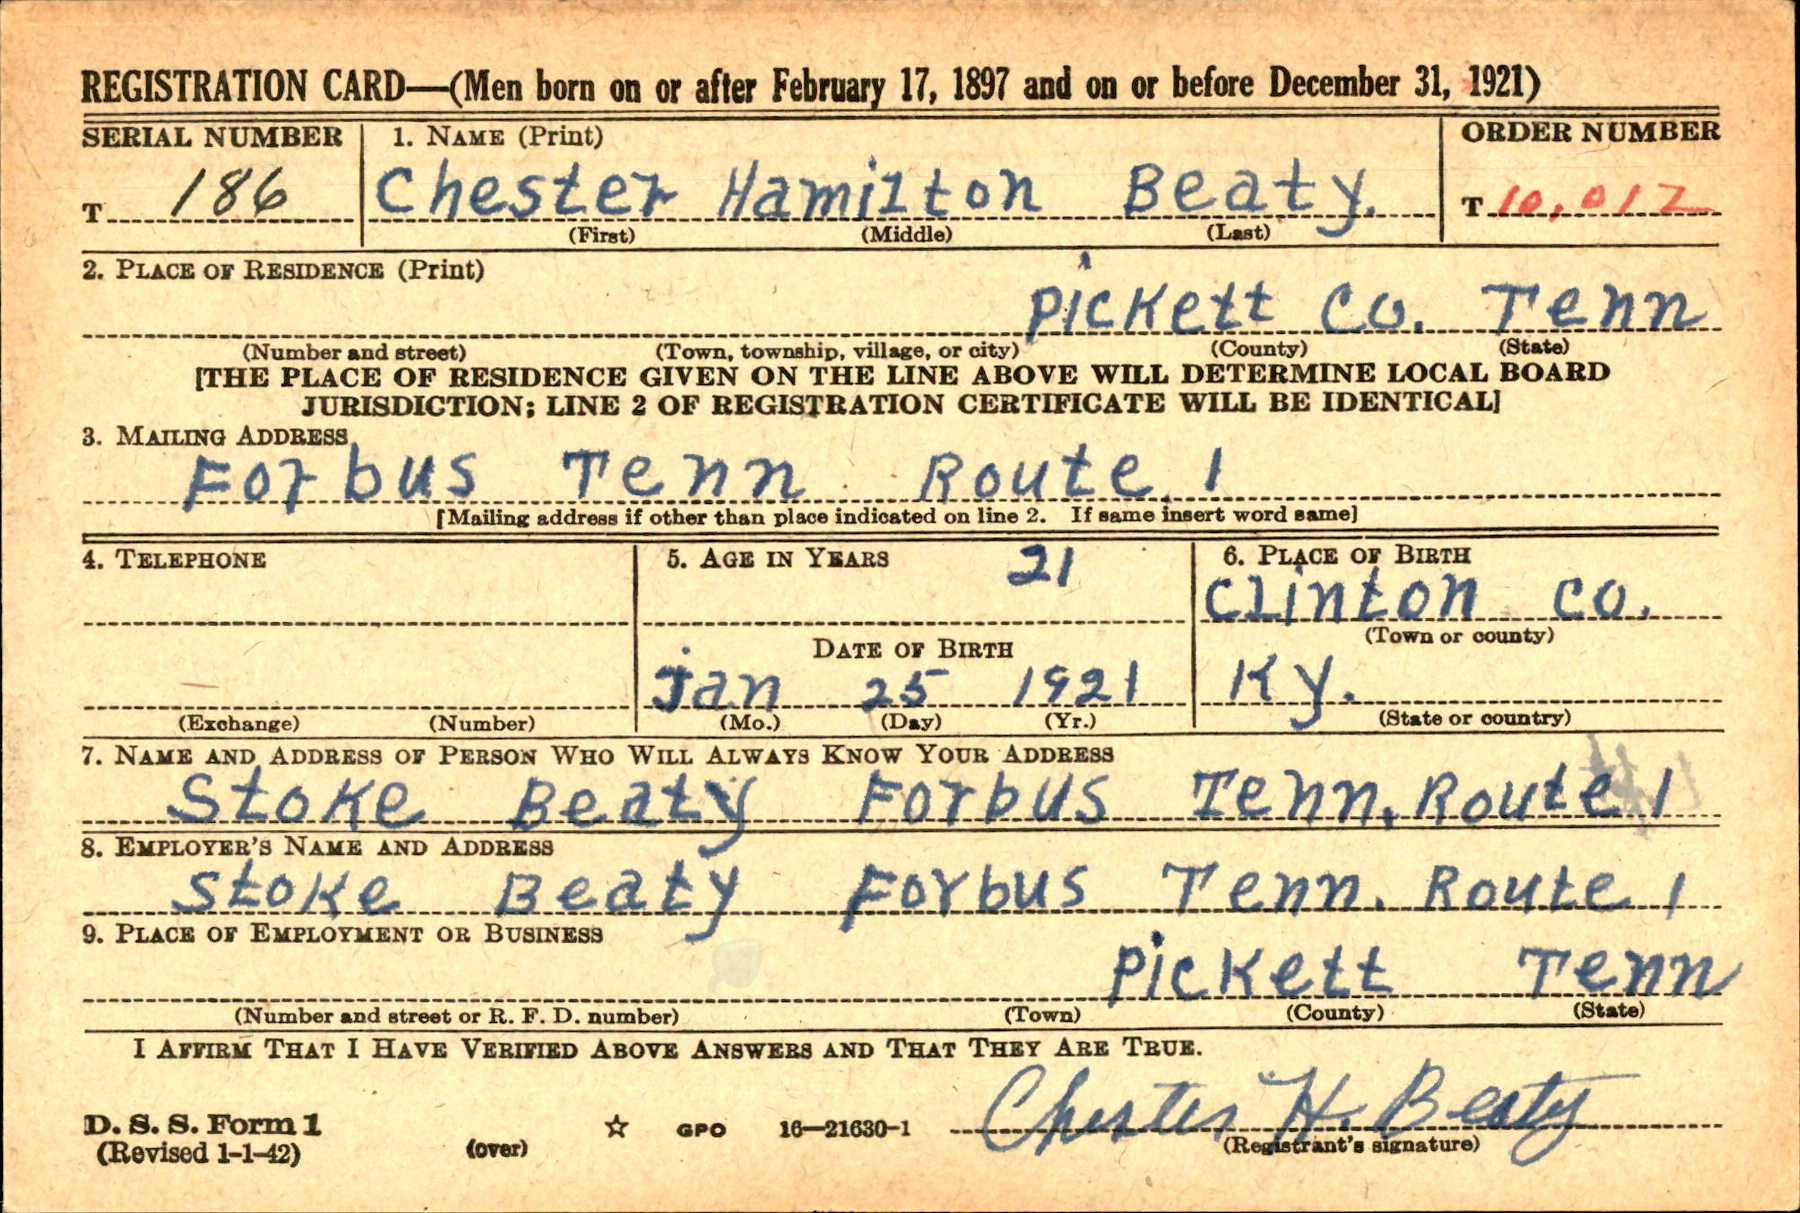 REGISTRATION CARD—(Men born on or after February 17, 1897 and on or before December 31, 1921)
SERIAL NUMBER 1. NAME (Print) ORDER NUMBER
T 186 Chester Hamilton Beaty. T 10,012
(First) (Middle) (Last)
2. PLACE OF RESIDENCE (Print)
Pickett Co. Tenn
(Number and street) (Town, township, village, or city) (County) (State)
[THE PLACE OF RESIDENCE GIVEN ON THE LINE ABOVE WILL DETERMINE LOCAL BOARD
JURISDICTION; LINE 2 OF REGISTRATION CERTIFICATE WILL BE IDENTICAL]
3. MAILING ADDRESS
Forbus Tenn Route 1
[Mailing address if other than place indicated on line 2. If same insert word same]
4. TELEPHONE 5. AGE IN YEARS 21 6. PLACE OF BIRTH
Clinton Co.
(Town or county)
DATE OF BIRTH
Jan 25 1921 Ky.
(Exchange) (Number) (Mo.) (Day) (Yr.) (State or country)
7. NAME AND ADDRESS OF PERSON WHO WILL ALWAYS KNOW YOUR ADDRESS
Stoke Beaty Forbus Tenn. Route 1
8. EMPLOYER'S NAME AND ADDRESS
Stoke Beaty Forbus Tenn. Route 1
9. PLACE OF EMPLOYMENT OR BUSINESS
Pickett Tenn
(Number and street or R. F. D. number) (Town) (County) (State)
I AFFIRM THAT I HAVE VERIFIED ABOVE ANSWERS AND THAT THEY ARE TRUE.
Chester H. Beaty
D. S. S. Form 1 (Registrant's signature)
(Revised 1-1-42) (over) ☆ GPO 16—21630-1